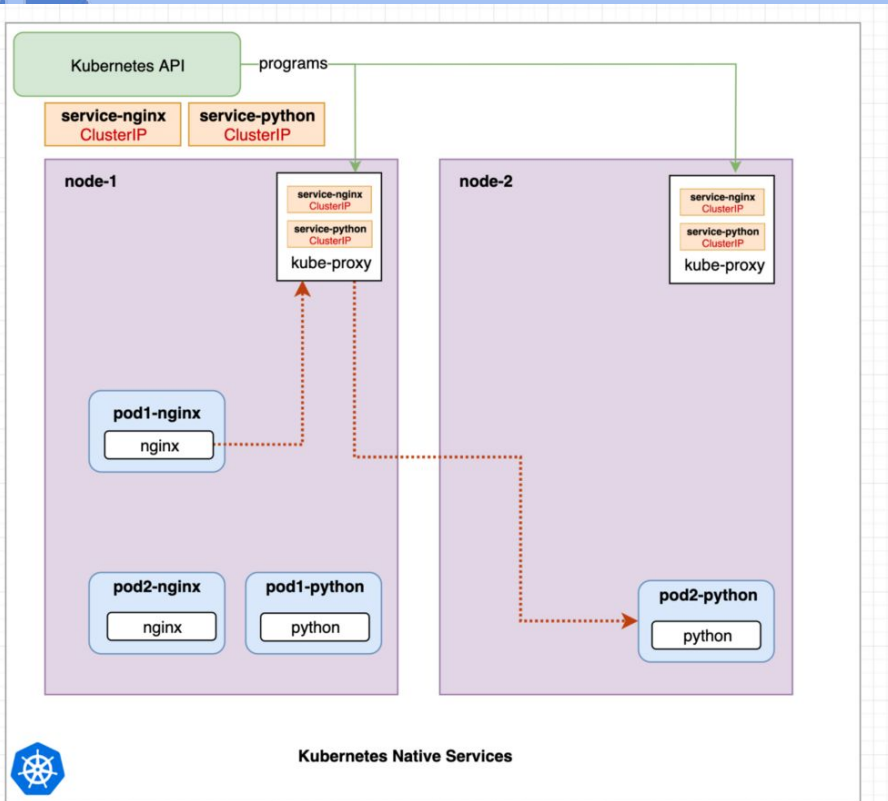 Kubernetes API
programs
service-nginx
ClusterIP
service-python
ClusterIP
node-1
service-nginx
ClusterIP
service-python
ClusterIP
kube-proxy
node-2
service-nginx
ClusterIP
service-python
ClusterIP
kube-proxy
pod1-nginx
nginx
pod2-nginx
nginx
pod1-python
python
pod2-python
python
Kubernetes Native Services